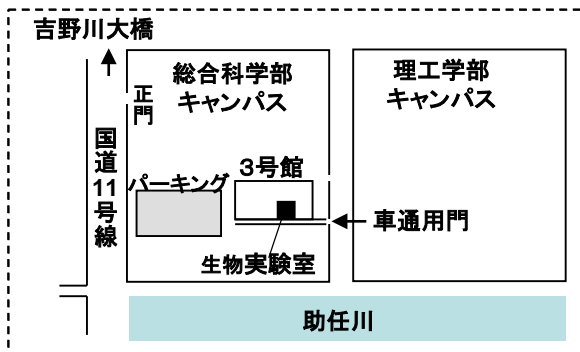 吉野川大橋
総合科学部
キャンパス
理工学部
キャンパス
正門
国道11号線
3号館
パーキング
車通用門
生物実験室
助任川